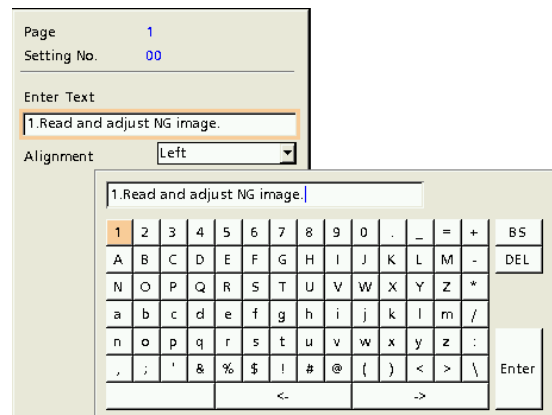 Page 1
Setting No. 00
Enter Text
1.Read and adjust NG image.
Alignment Left
1.Read and adjust NG image.
1 2 3 4 5 6 7 8 9 0 . _ = + BS
A B C D E F G H I J K L M - DEL
N O P Q R S T U V W X Y Z *
a b c d e f g h i j k l m /
n o p q r s t u v w x y z :
, ; ' & % $ ! # @ ( ) < > \ Enter
<- ->